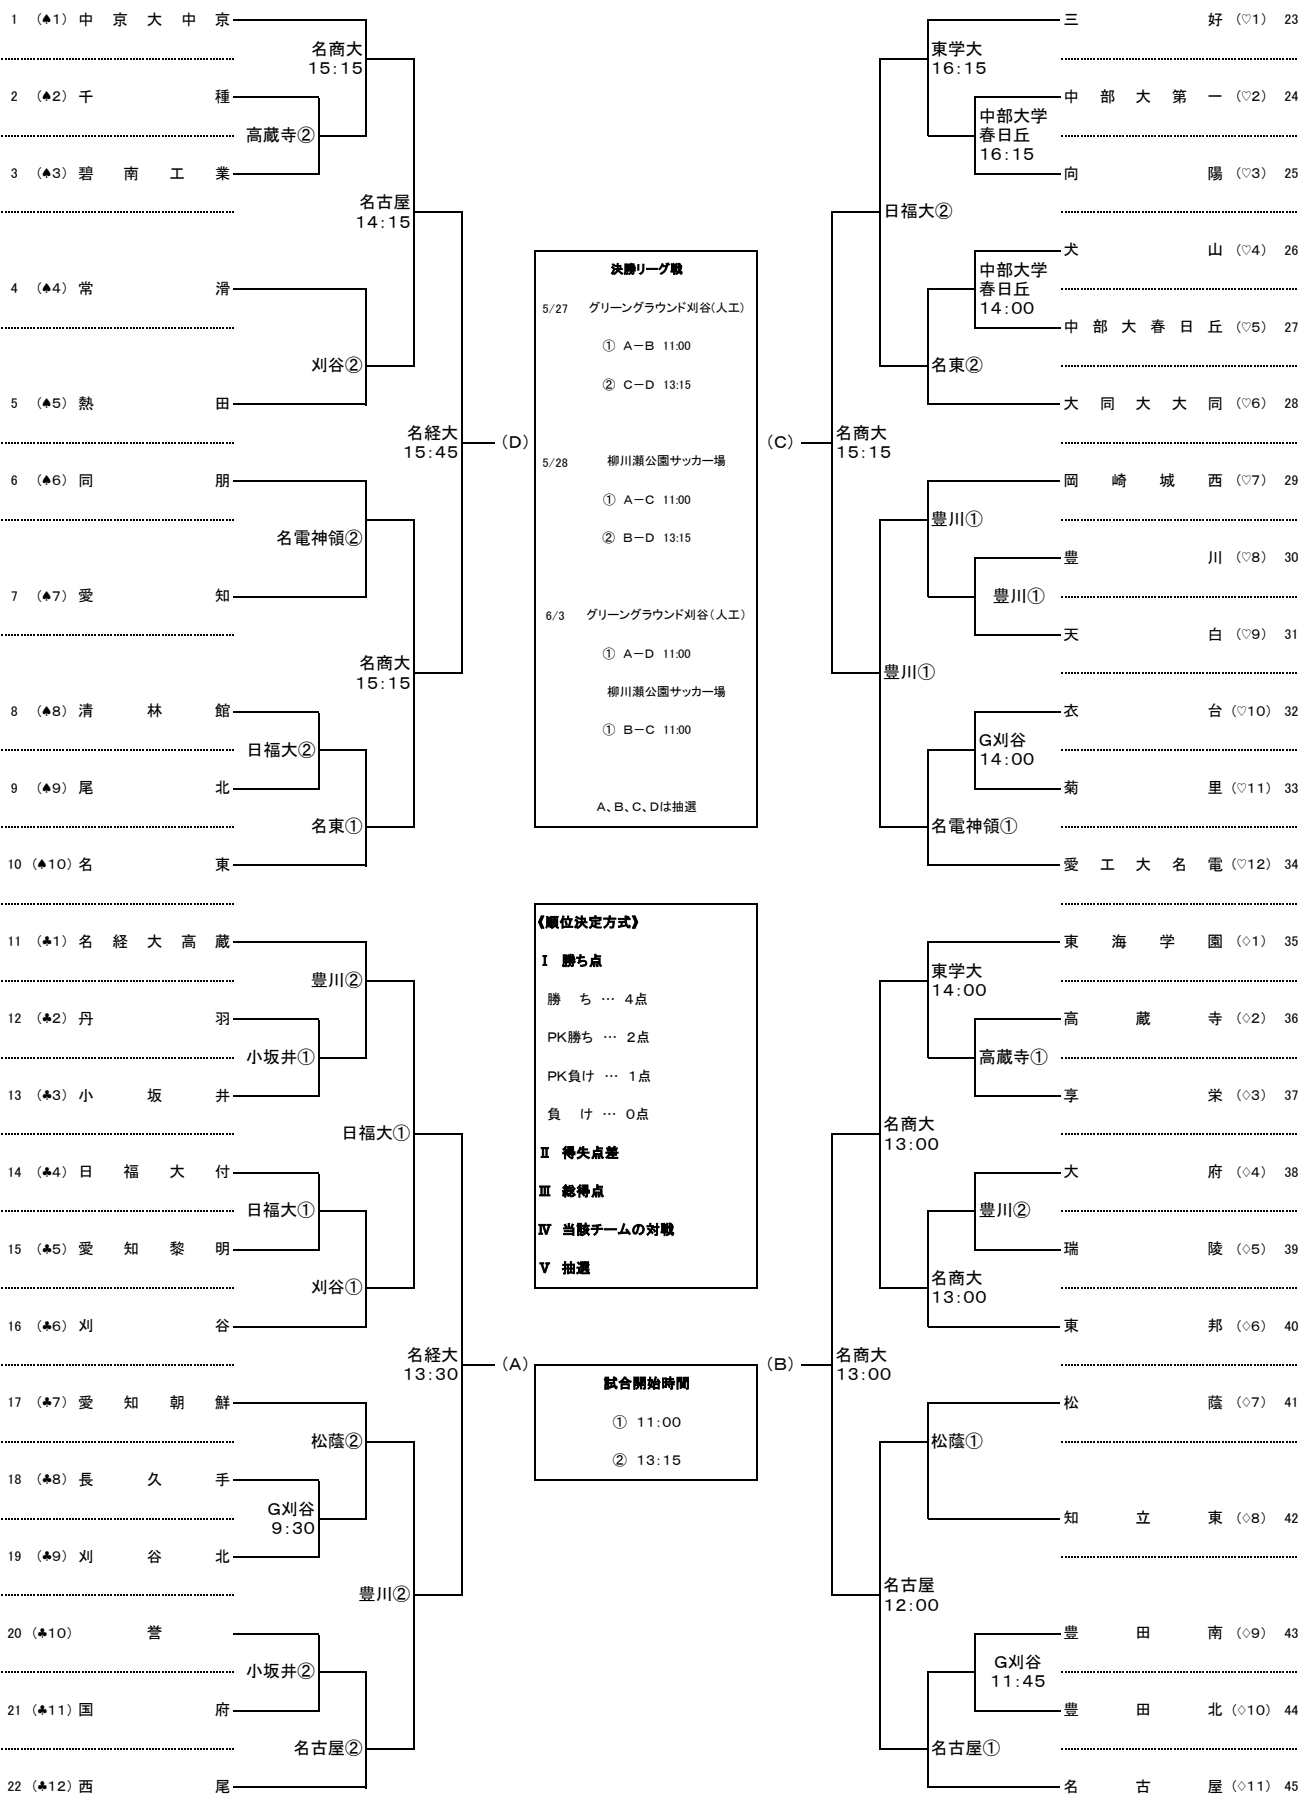 1 (♠1) 中京大中京
名商大
15:15
2 (♠2) 千種
高蔵寺②
3 (♠3) 碧南工業
名古屋
14:15
4 (♠4) 常滑
刈谷②
5 (♠5) 熱田
名経大
15:45
(D)
6 (♠6) 同朋
名電神領②
7 (♠7) 愛知
名商大
15:15
8 (♠8) 清林館
日福大②
9 (♠9) 尾北
名東①
10 (♠10) 名東
11 (♣1) 名経大高蔵
豊川②
12 (♣2) 丹羽
小坂井①
13 (♣3) 小坂井
日福大①
14 (♣4) 日福大付
日福大①
15 (♣5) 愛知黎明
刈谷①
16 (♣6) 刈谷
名経大
13:30
(A)
17 (♣7) 愛知朝鮮
松蔭②
18 (♣8) 長久手
G刈谷
9:30
19 (♣9) 刈谷北
豊川②
20 (♣10) 誉
小坂井②
21 (♣11) 国府
名古屋②
22 (♣12) 西尾
決勝リーグ戦
5/27 グリーングラウンド刈谷(人工)
① A-B 11:00
② C-D 13:15
5/28 柳川瀬公園サッカー場
① A-C 11:00
② B-D 13:15
6/3 グリーングラウンド刈谷(人工)
① A-D 11:00
柳川瀬公園サッカー場
① B-C 11:00
A、B、C、Dは抽選
《順位決定方式》
Ⅰ 勝ち点
勝 ち … 4点
PK勝ち … 2点
PK負け … 1点
負 け … 0点
Ⅱ 得失点差
Ⅲ 総得点
Ⅳ 当該チームの対戦
Ⅴ 抽選
試合開始時間
① 11:00
② 13:15
三好 (♡1) 23
東学大
16:15
中部大第一 (♡2) 24
中部大学
春日丘
16:15
向陽 (♡3) 25
日福大②
犬山 (♡4) 26
中部大学
春日丘
14:00
中部大春日丘 (♡5) 27
名東②
大同大大同 (♡6) 28
(C)
名商大
15:15
岡崎城西 (♡7) 29
豊川①
豊川 (♡8) 30
豊川①
天白 (♡9) 31
豊川①
衣台 (♡10) 32
G刈谷
14:00
菊里 (♡11) 33
名電神領①
愛工大名電 (♡12) 34
東海学園 (♢1) 35
東学大
14:00
高蔵寺 (♢2) 36
高蔵寺①
享栄 (♢3) 37
名商大
13:00
大府 (♢4) 38
豊川②
瑞陵 (♢5) 39
名商大
13:00
東邦 (♢6) 40
(B)
名商大
13:00
松蔭 (♢7) 41
松蔭①
知立東 (♢8) 42
名古屋
12:00
豊田南 (♢9) 43
G刈谷
11:45
豊田北 (♢10) 44
名古屋①
名古屋 (♢11) 45